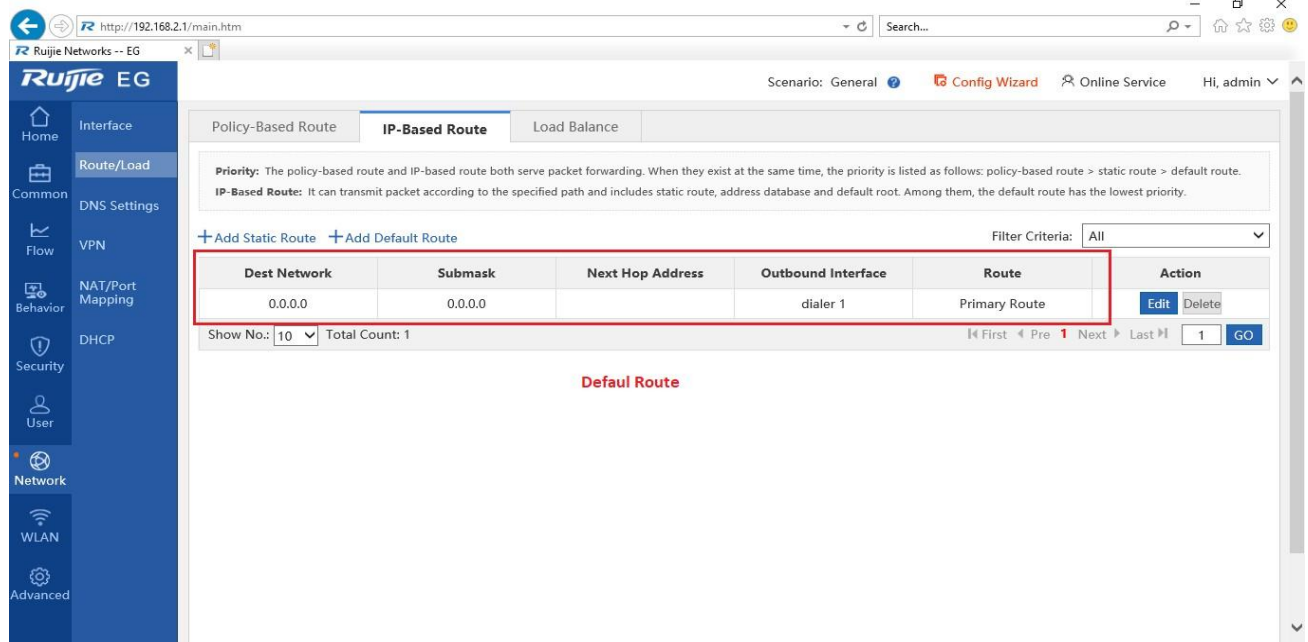 http://192.168.2.1/main.htm
Search...
Ruijie Networks -- EG
Ruijie EG
Scenario: General
Config Wizard
Online Service
Hi, admin
Home
Common
Flow
Behavior
Security
User
Network
WLAN
Advanced
Interface
Route/Load
DNS Settings
VPN
NAT/Port
Mapping
DHCP
Policy-Based Route IP-Based Route Load Balance
Priority: The policy-based route and IP-based route both serve packet forwarding. When they exist at the same time, the priority is listed as follows: policy-based route > static route > default route.
IP-Based Route: It can transmit packet according to the specified path and includes static route, address database and default root. Among them, the default route has the lowest priority.
+Add Static Route +Add Default Route Filter Criteria: All
Dest Network Submask Next Hop Address Outbound Interface Route Action
0.0.0.0 0.0.0.0 dialer 1 Primary Route Edit Delete
Show No.: 10 Total Count: 1 First Pre 1 Next Last 1 GO
Defaul Route